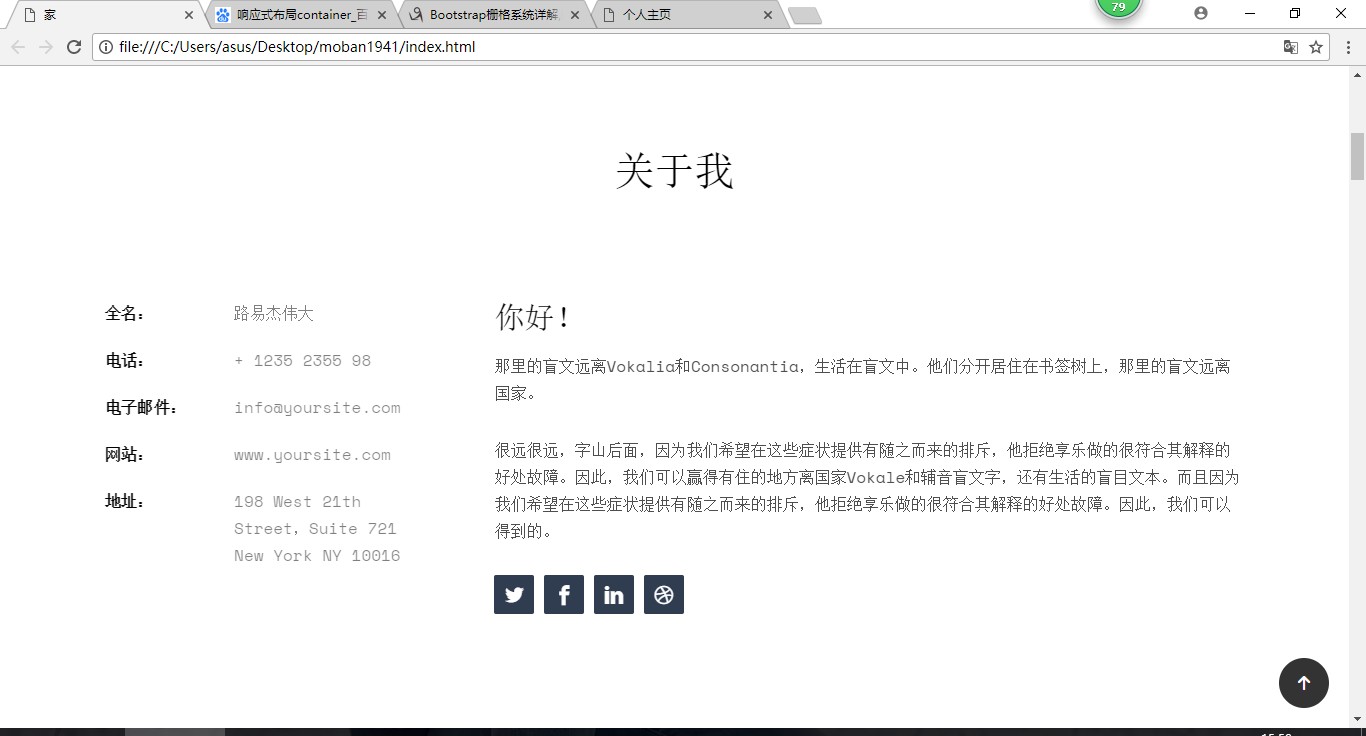 家
响应式布局container_百
Bootstrap栅格系统详解
个人主页
79
file:///C:/Users/asus/Desktop/moban1941/index.html
关于我
全名：
路易杰伟大
电话：
+ 1235 2355 98
电子邮件：
info@yoursite.com
网站：
www.yoursite.com
地址：
198 West 21th
Street, Suite 721
New York NY 10016
你好！
那里的盲文远离Vokalia和Consonantia，生活在盲文中。他们分开居住在书签树上，那里的盲文远离
国家。
很远很远，字山后面，因为我们希望在这些症状提供有随之而来的排斥，他拒绝享乐做的很符合其解释的
好处故障。因此，我们可以赢得有住的地方离国家Vokale和辅音盲文字，还有生活的盲目文本。而且因为
我们希望在这些症状提供有随之而来的排斥，他拒绝享乐做的很符合其解释的好处故障。因此，我们可以
得到的。